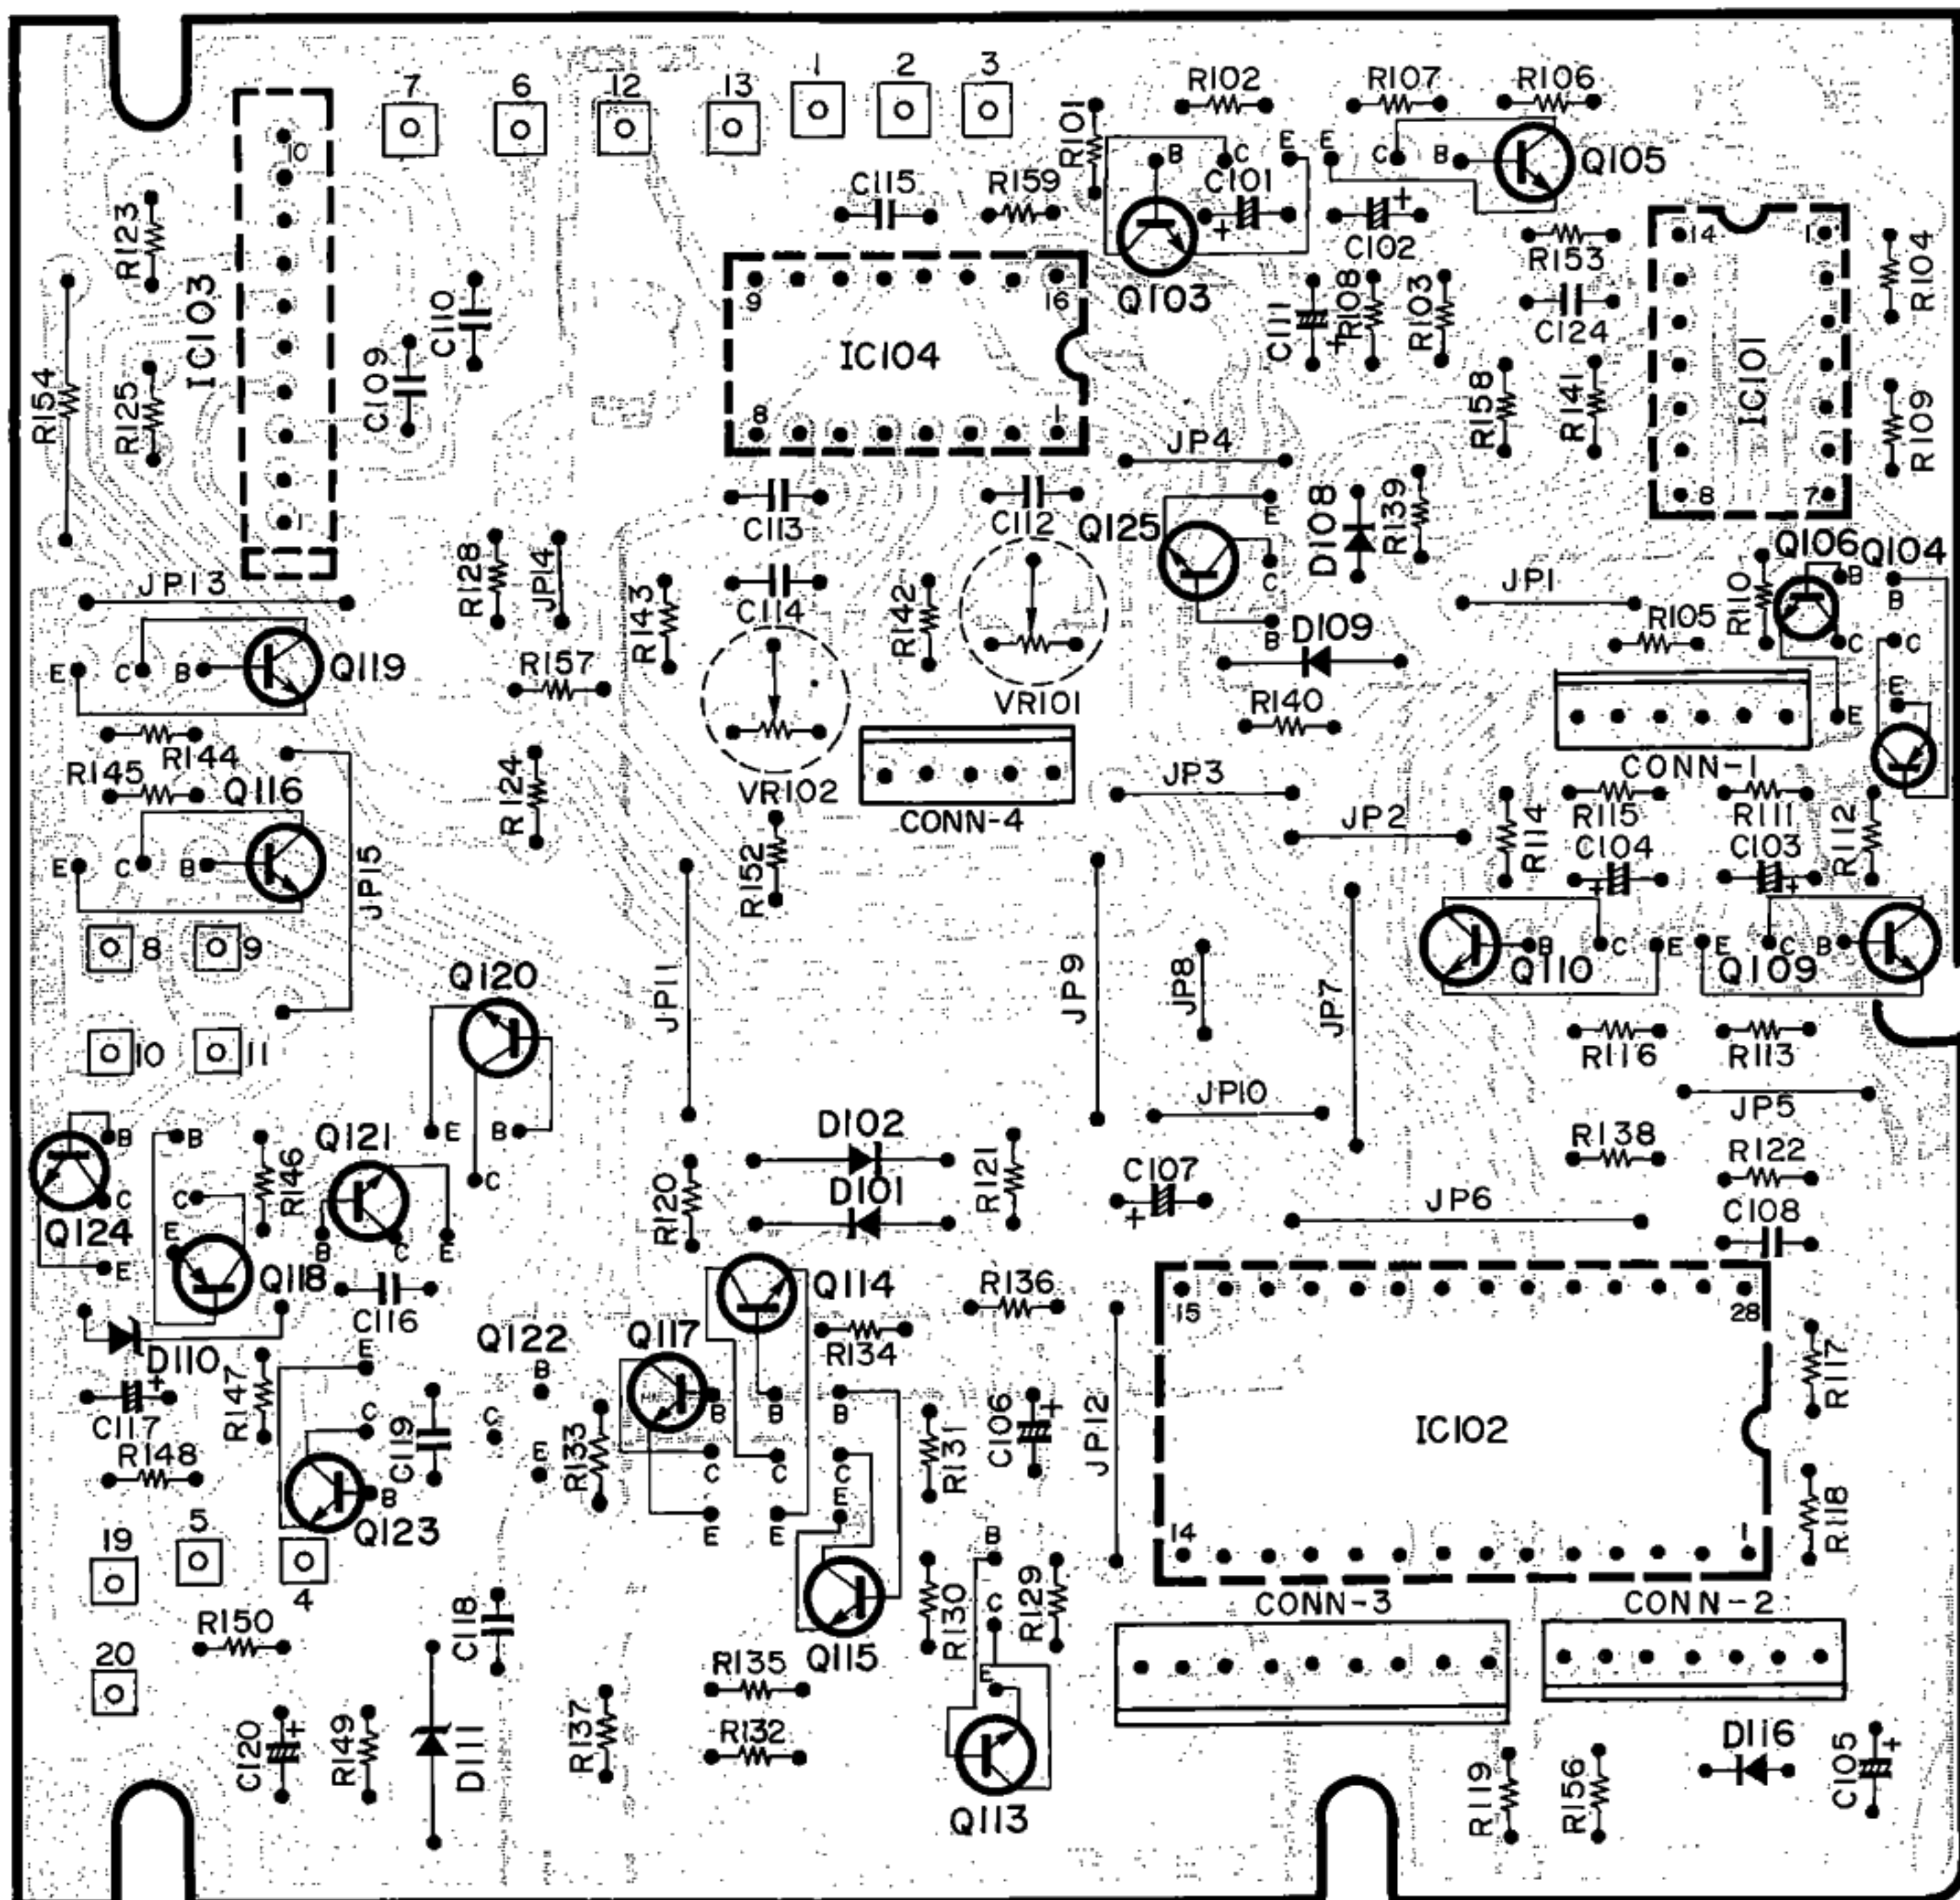 7 6 12 13 1 2 3
R102 R107 R106
R101 B C E E C B Q105
10
C115 R159 C101 + + C102
R123 14 1
R153 R104
IC103 9 16 Q103
C110 C111 + R108 R103 C124
IC104 IC101
R154 R125 C109 R158 R141 R109
8 1
JP4
8 7
C113 C112 Q125 E D108 R139
Q106 Q104
JP13 R128 JP14 R143 C114 R142 C JP1 R110 B B
B D109 R105 C C
E C B Q119 R157 VR101 R140 E E
R144
R145 Q116 R124 VR102 CONN-4 JP3 CONN-1
JP2 R114 R115 R111 R112
C104 C103
E C B JP15 R152 + +
8 9 B C E E C B
Q120 JP11 JP9 JP8 JP7 Q110 Q109
10 11 R116 R113
JP10 JP5
B B Q121 E B D102 R138 R122
C C R146 C R120 D101 R121 C107 + JP6 C108
Q124 E B C E
E Q118 Q114 R136 15 28
C116 E Q122 Q117 R134
D110 B R117
+ C117 R147 C C119 C R133 B B B R131 C106 + JP12 IC102
R148 E C C C
B E
5 Q123 E E 14 1 R118
19 B
4 C118 R130 C R129 CONN-3 CONN-2
R150
20 Q115 E
R135
C120 + R149 D111 R137 R132 D116 C105 +
R119 R156
Q113